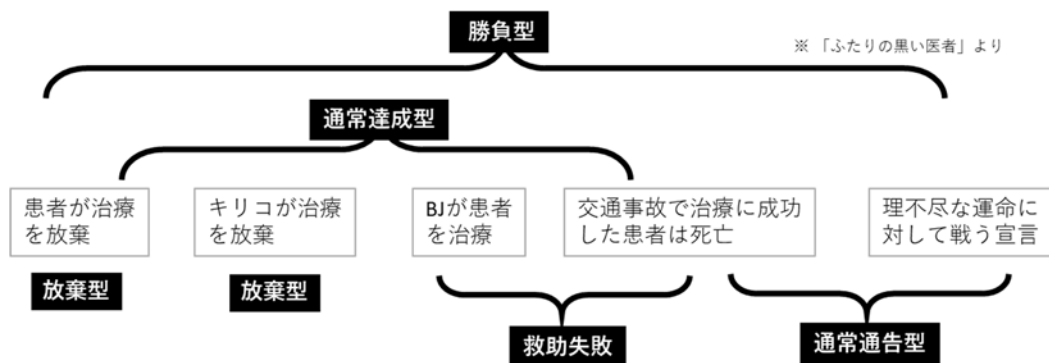 勝負型
※ 「ふたりの黒い医者」より
通常達成型
患者が治療
を放棄
キリコが治療
を放棄
BJが患者
を治療
交通事故で治療に成功
した患者は死亡
理不尽な運命に
対して戦う宣言
放棄型
放棄型
救助失敗
通常通告型